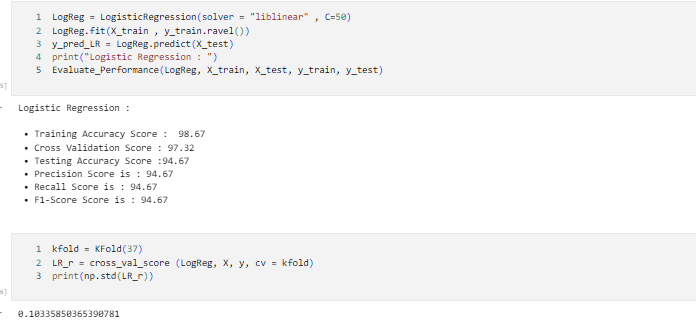 1 LogReg = LogisticRegression(solver = "liblinear" , C=50)
2 LogReg.fit(X_train , y_train.ravel())
3 y_pred_LR = LogReg.predict(X_test)
4 print("Logistic Regression : ")
5 Evaluate_Performance(LogReg, X_train, X_test, y_train, y_test)
5]
Logistic Regression :
• Training Accuracy Score :  98.67
• Cross Validation Score : 97.32
• Testing Accuracy Score :94.67
• Precision Score is : 94.67
• Recall Score is : 94.67
• F1-Score Score is : 94.67
1 kfold = KFold(37)
2 LR_r = cross_val_score (LogReg, X, y, cv = kfold)
3 print(np.std(LR_r))
6]
0.10335850365390781